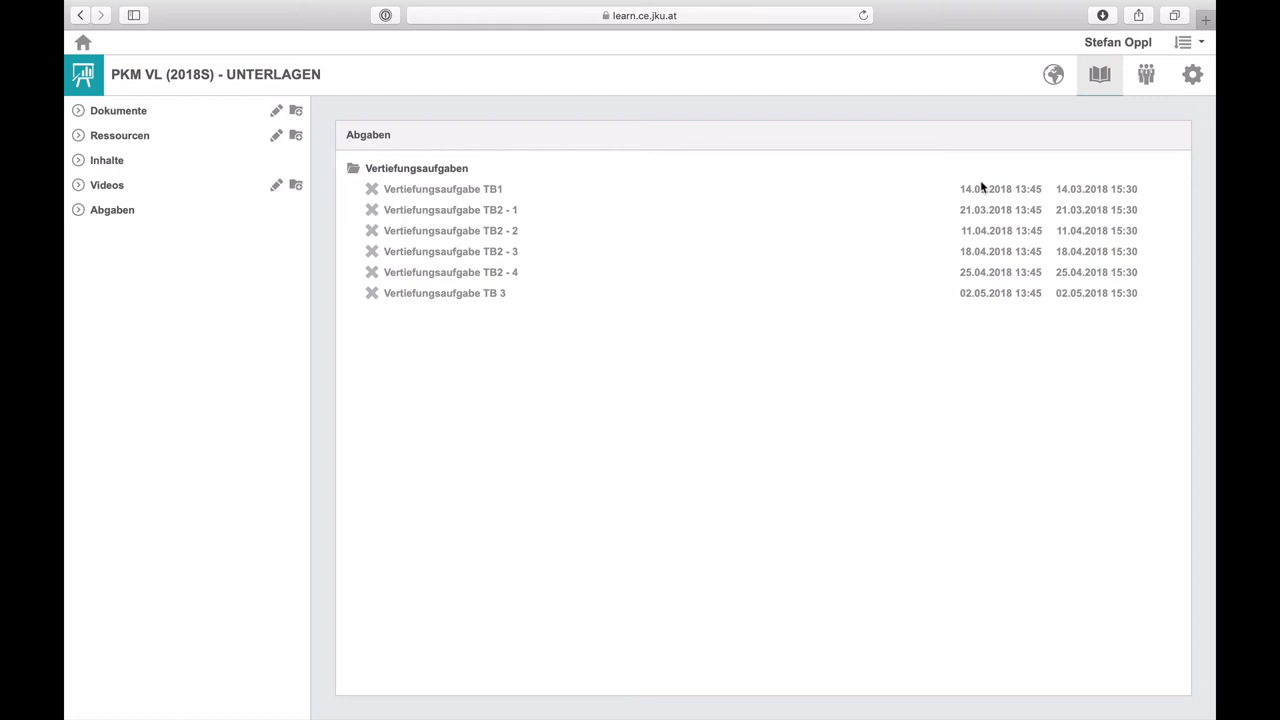 learn.ce.jku.at
Stefan Oppl
PKM VL (2018S) - UNTERLAGEN
Dokumente
Ressourcen
Inhalte
Videos
Abgaben
Abgaben
Vertiefungsaufgaben
Vertiefungsaufgabe TB1 14.0 2018 13:45 14.03.2018 15:30
Vertiefungsaufgabe TB2 - 1 21.03.2018 13:45 21.03.2018 15:30
Vertiefungsaufgabe TB2 - 2 11.04.2018 13:45 11.04.2018 15:30
Vertiefungsaufgabe TB2 - 3 18.04.2018 13:45 18.04.2018 15:30
Vertiefungsaufgabe TB2 - 4 25.04.2018 13:45 25.04.2018 15:30
Vertiefungsaufgabe TB 3 02.05.2018 13:45 02.05.2018 15:30